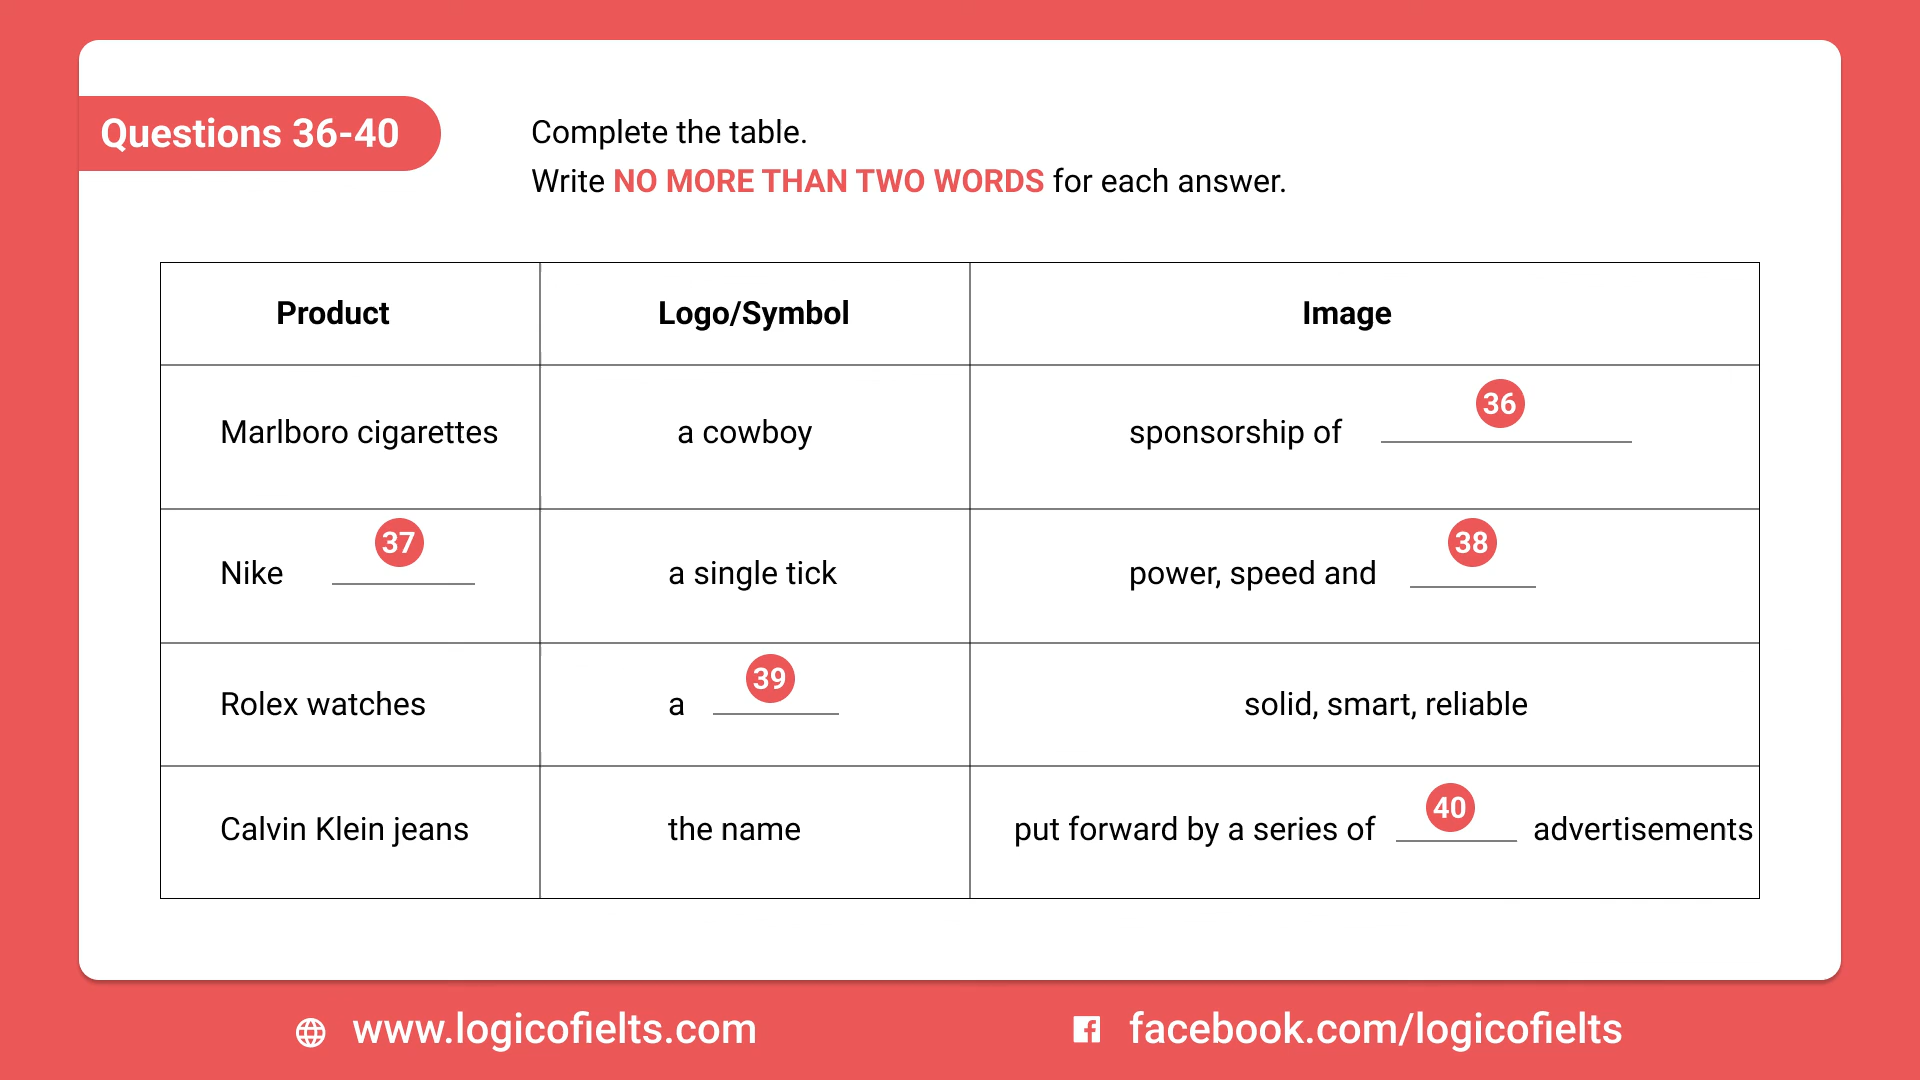 Questions 36-40
Complete the table.
Write NO MORE THAN TWO WORDS for each answer.
Product Logo/Symbol Image
Marlboro cigarettes a cowboy sponsorship of 36
Nike 37 a single tick power, speed and 38
Rolex watches a 39 solid, smart, reliable
Calvin Klein jeans the name put forward by a series of 40 advertisements
www.logicofielts.com facebook.com/logicofielts